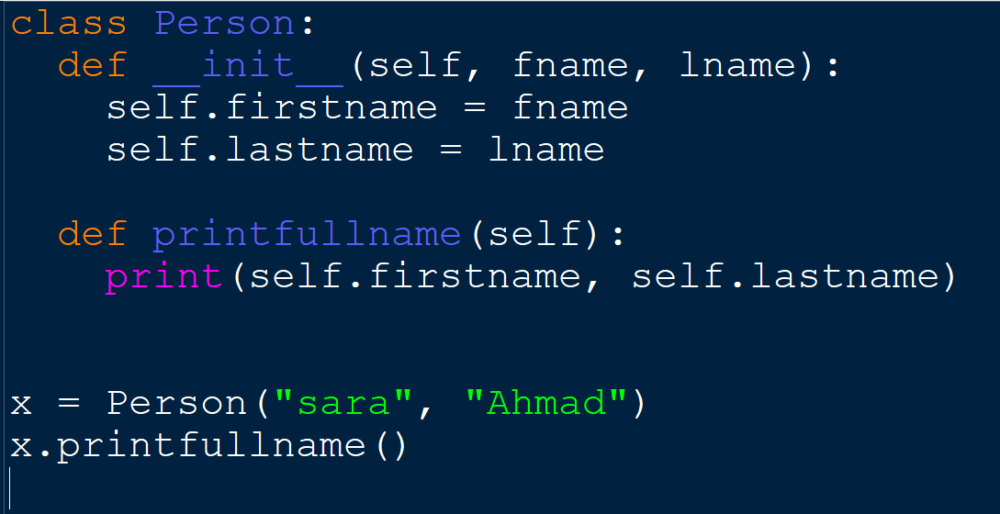 class Person:
  def __init__(self, fname, lname):
    self.firstname = fname
    self.lastname = lname

  def printfullname(self):
    print(self.firstname, self.lastname)


x = Person("sara", "Ahmad")
x.printfullname()